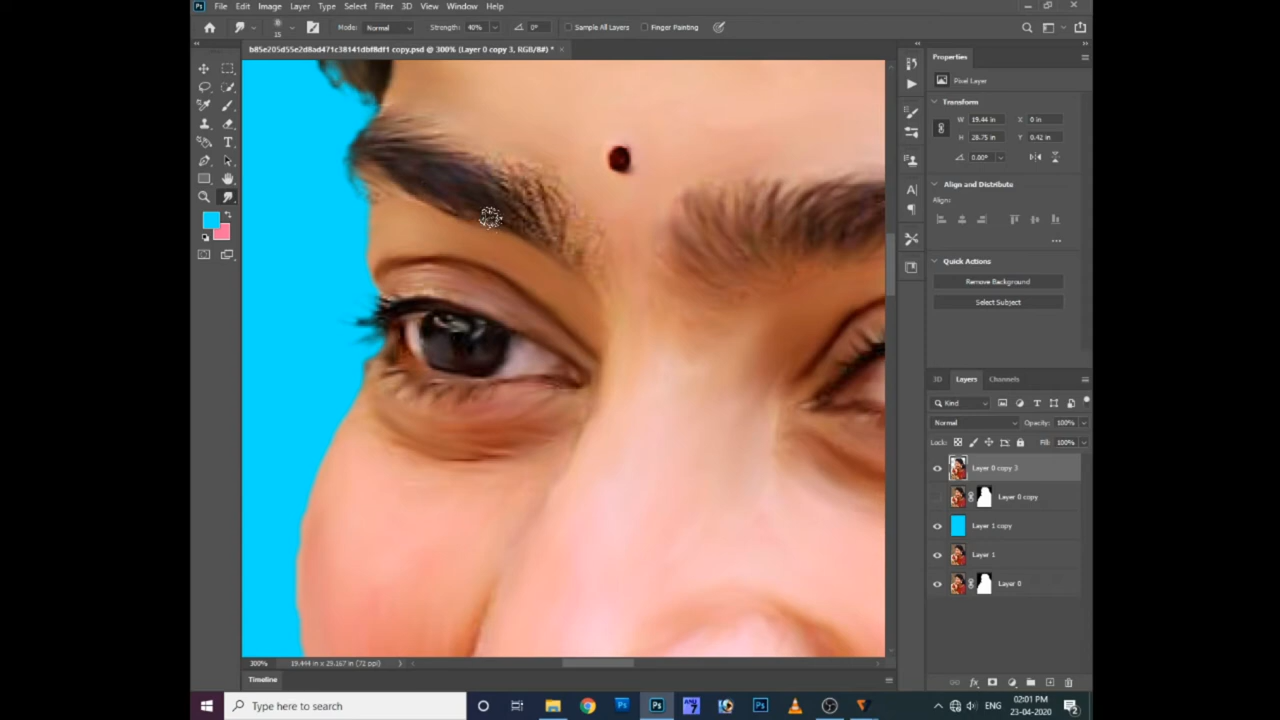 File Edit Image Layer Type Select Filter 3D View Window Help
15 Mode: Normal Strength: 40% 0° Sample All Layers Finger Painting
b85e205d55e2d8ad471c38141dbf8df1 copy.psd @ 300% (Layer 0 copy 3, RGB/8#) * ×
Properties
Pixel Layer
Transform
W 19.44 in X 0 in
H 28.75 in Y 0.42 in
0.00°
Align and Distribute
Align:
Quick Actions
Remove Background
Select Subject
3D Layers Channels
Kind
Normal Opacity: 100%
Lock: Fill: 100%
Layer 0 copy 3
Layer 0 copy
Layer 1 copy
Layer 1
Layer 0
300% 19.444 in x 29.167 in (72 ppi)
Timeline
Type here to search
ENG
02:01 PM
23-04-2020
2